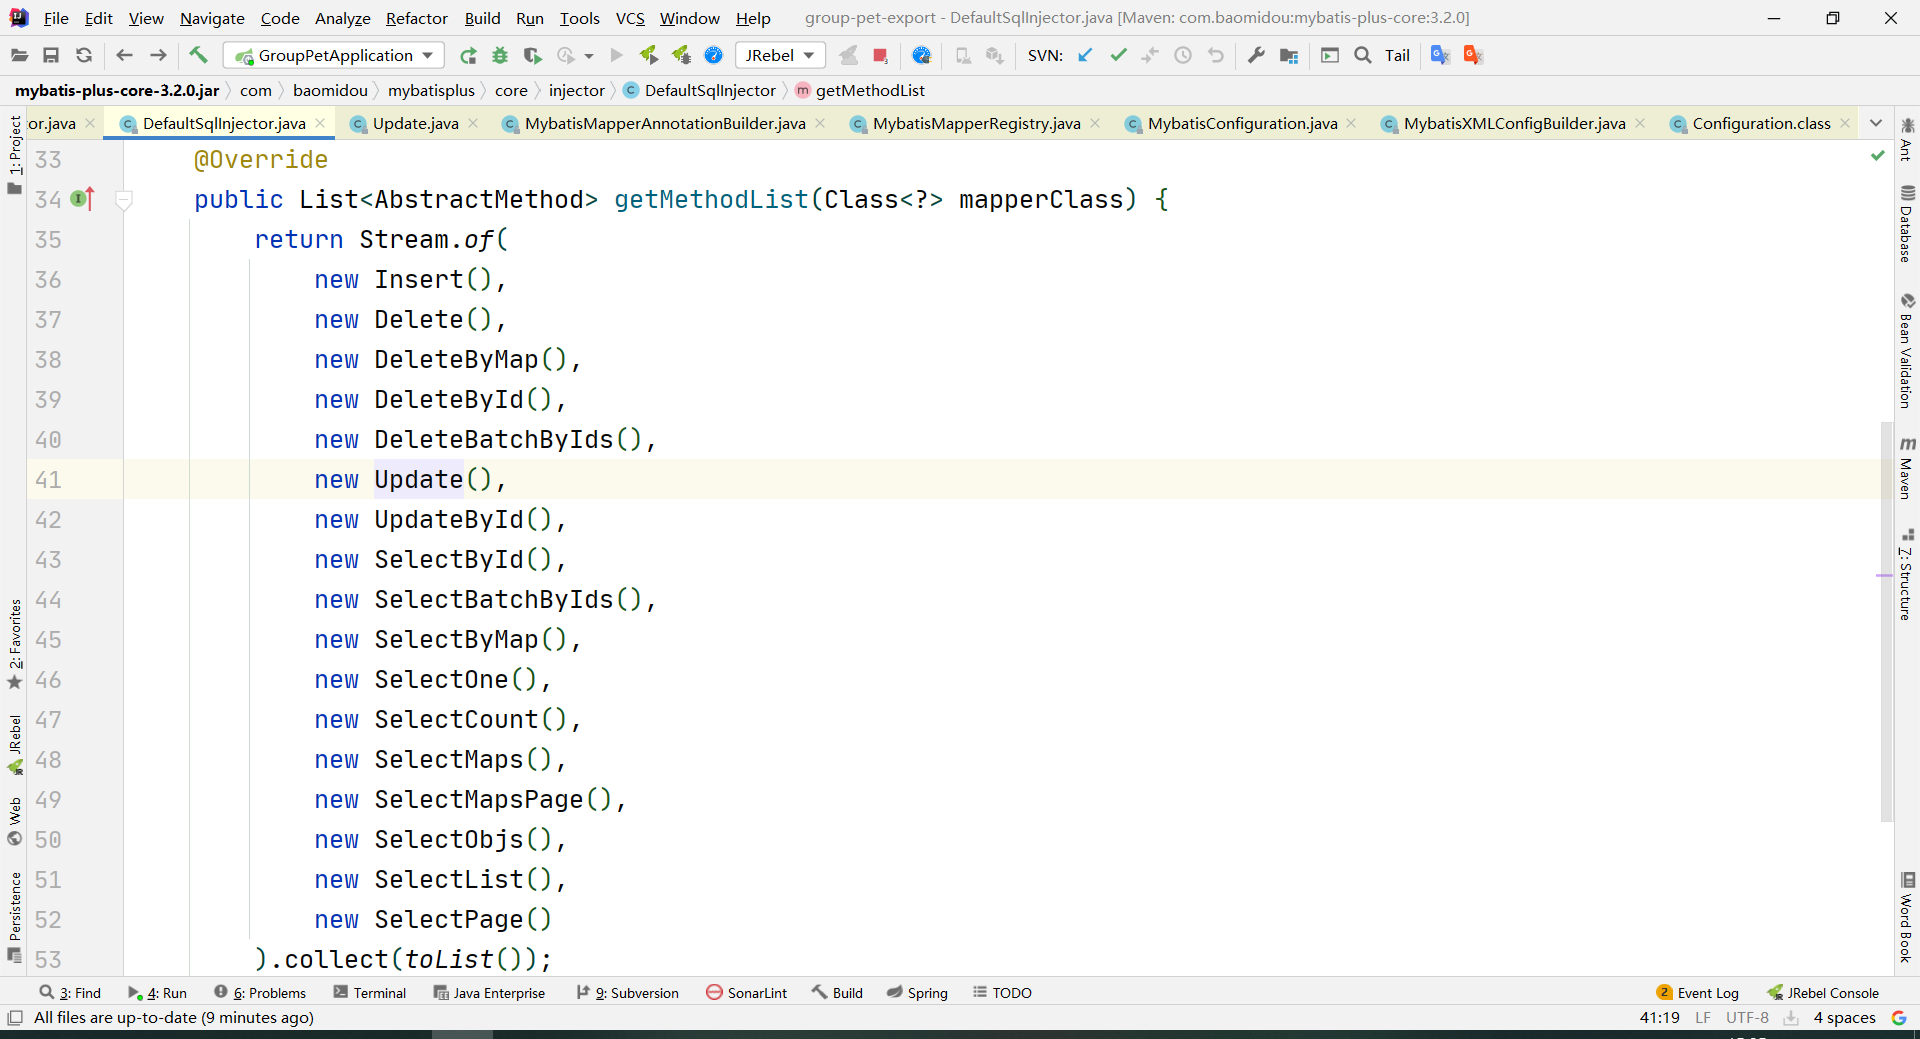 File Edit View Navigate Code Analyze Refactor Build Run Tools VCS Window Help group-pet-export - DefaultSqlInjector.java [Maven: com.baomidou:mybatis-plus-core:3.2.0]
GroupPetApplication JRebel SVN: Tail
mybatis-plus-core-3.2.0.jar com baomidou mybatisplus core injector C DefaultSqlInjector m getMethodList
or.java DefaultSqlInjector.java Update.java MybatisMapperAnnotationBuilder.java MybatisMapperRegistry.java MybatisConfiguration.java MybatisXMLConfigBuilder.java Configuration.class
33 @Override
34 public List<AbstractMethod> getMethodList(Class<?> mapperClass) {
35 return Stream.of(
36 new Insert(),
37 new Delete(),
38 new DeleteByMap(),
39 new DeleteById(),
40 new DeleteBatchByIds(),
41 new Update(),
42 new UpdateById(),
43 new SelectById(),
44 new SelectBatchByIds(),
45 new SelectByMap(),
46 new SelectOne(),
47 new SelectCount(),
48 new SelectMaps(),
49 new SelectMapsPage(),
50 new SelectObjs(),
51 new SelectList(),
52 new SelectPage()
53 ).collect(toList());
1: Project
2: Favorites
JRebel
Web
Persistence
Ant
Database
Bean Validation
Maven
7: Structure
Word Book
3: Find 4: Run 6: Problems Terminal Java Enterprise 9: Subversion SonarLint Build Spring TODO 2 Event Log JRebel Console
All files are up-to-date (9 minutes ago) 41:19 LF UTF-8 4 spaces